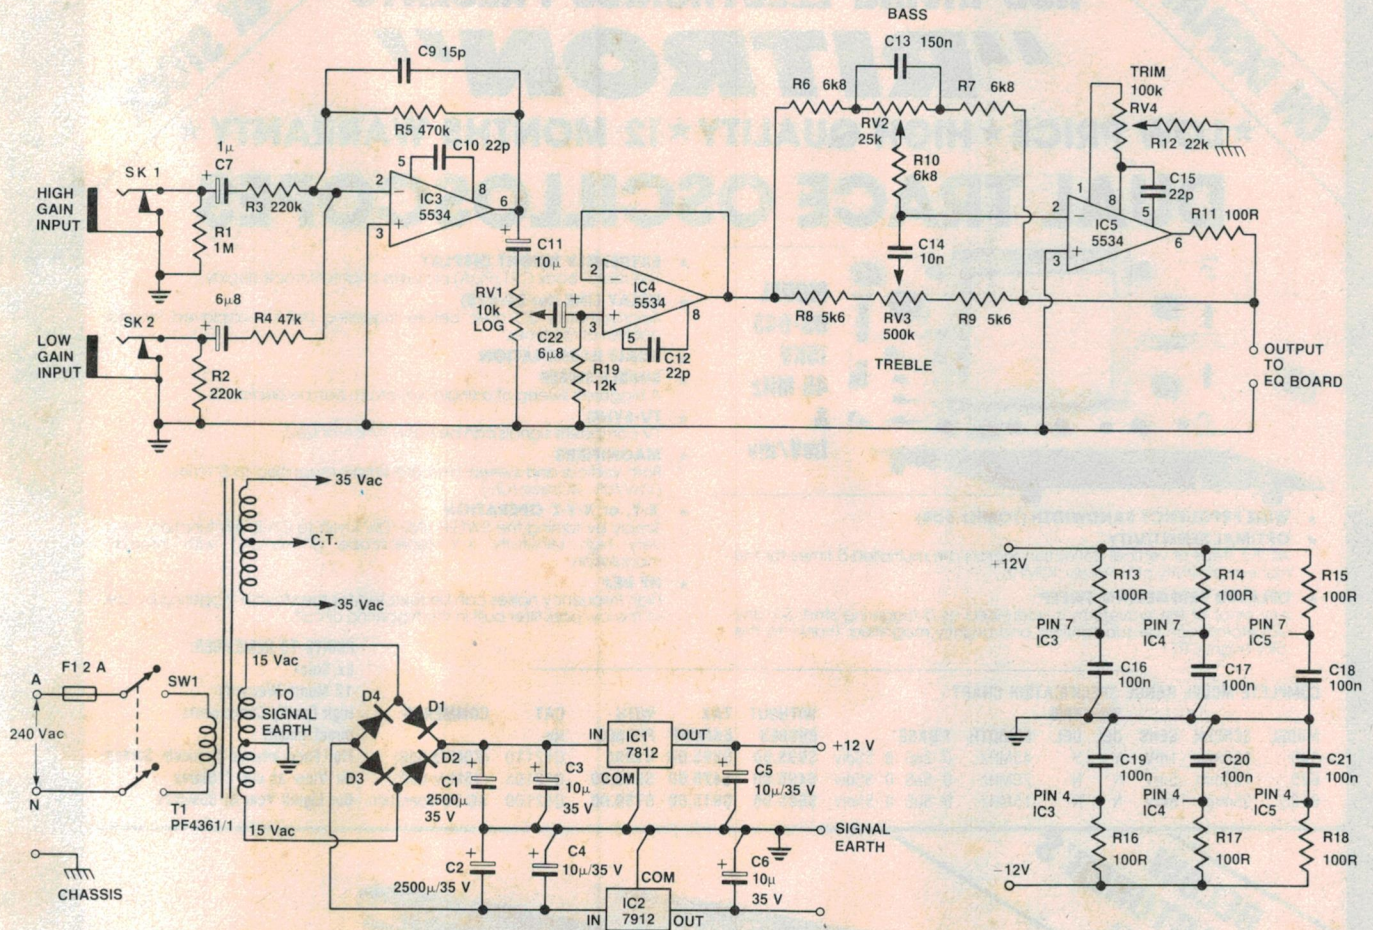 BASS
C13 150n
C9 15p
R6 6k8
R7 6k8
TRIM
100k
RV4
R5 470k
RV2
25k
R12 22k
1µ
C7
C10 22p
R10
6k8
C15
22p
SK 1
HIGH
GAIN
INPUT
R3 220k
R1
1M
5
2
8
IC3
5534
6
3
1
8
2
5
IC5
5534
6
3
R11 100R
C11
10µ
C14
10n
6µ8
SK 2
R4 47k
LOW
GAIN
INPUT
R2
220k
RV1
10k
LOG
C22
6µ8
2
IC4
5534
3
5
8
C12
22p
R19
12k
R8 5k6
RV3
500k
R9 5k6
TREBLE
OUTPUT
TO
EQ BOARD
35 Vac
C.T.
35 Vac
+12V
R13
100R
R14
100R
R15
100R
PIN 7
IC3
PIN 7
IC4
PIN 7
IC5
C16
100n
C17
100n
C18
100n
C19
100n
C20
100n
C21
100n
PIN 4
IC3
PIN 4
IC4
PIN 4
IC5
R16
100R
R17
100R
R18
100R
−12V
A
F1 2 A
SW1
240 Vac
N
T1
PF4361/1
CHASSIS
15 Vac
TO
SIGNAL
EARTH
15 Vac
D4
D1
D3
D2
C1
2500µ
35 V
C3
10µ
35 V
IN
IC1
7812
OUT
COM
C5
10µ/35 V
+12 V
SIGNAL
EARTH
C2
2500µ/35 V
C4
10µ/35 V
COM
IN
IC2
7912
OUT
C6
10µ
35 V